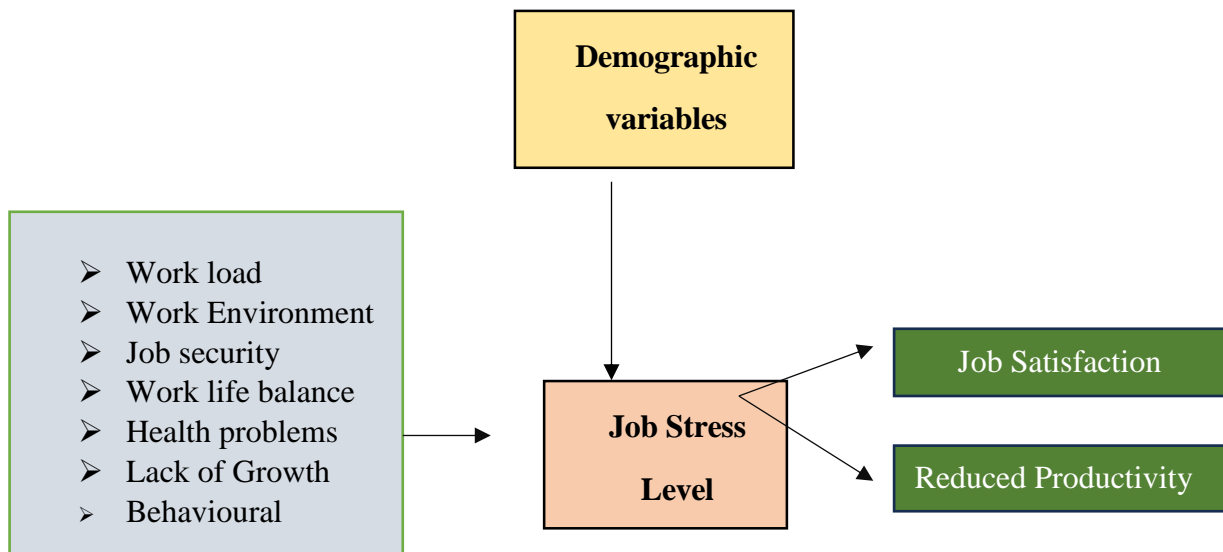 Demographic
variables
➢ Work load
➢ Work Environment
➢ Job security
➢ Work life balance
➢ Health problems
➢ Lack of Growth
➢ Behavioural
Job Stress
Level
Job Satisfaction
Reduced Productivity